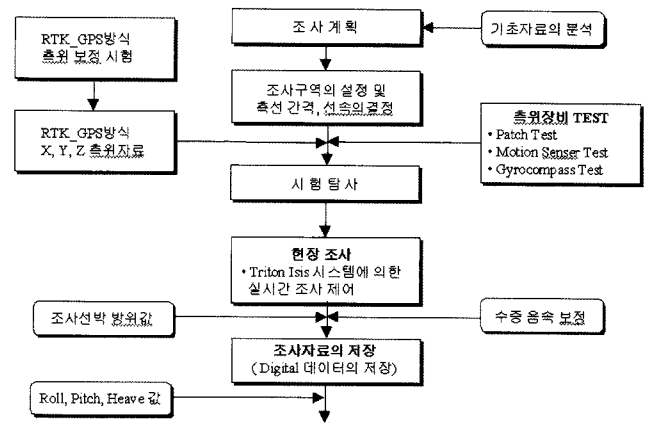 RTK_GPS방식
측위 보정 시험
조 사 계 획
기초자료의 분석
조사구역의 설정 및
측선 간격, 선속의결정
RTK_GPS방식
X, Y, Z 측위자료
측위장비 TEST
• Patch Test
• Motion Senser Test
• Gyrocompass Test
시 험 탐 사
현장 조사
• Triton Isis 시스템에 의한
실시간 조사 제어
조사선박 방위값
수중 음속 보정
조사자료의 저장
( Digital 데이터의 저장)
Roll, Pitch, Heave 값